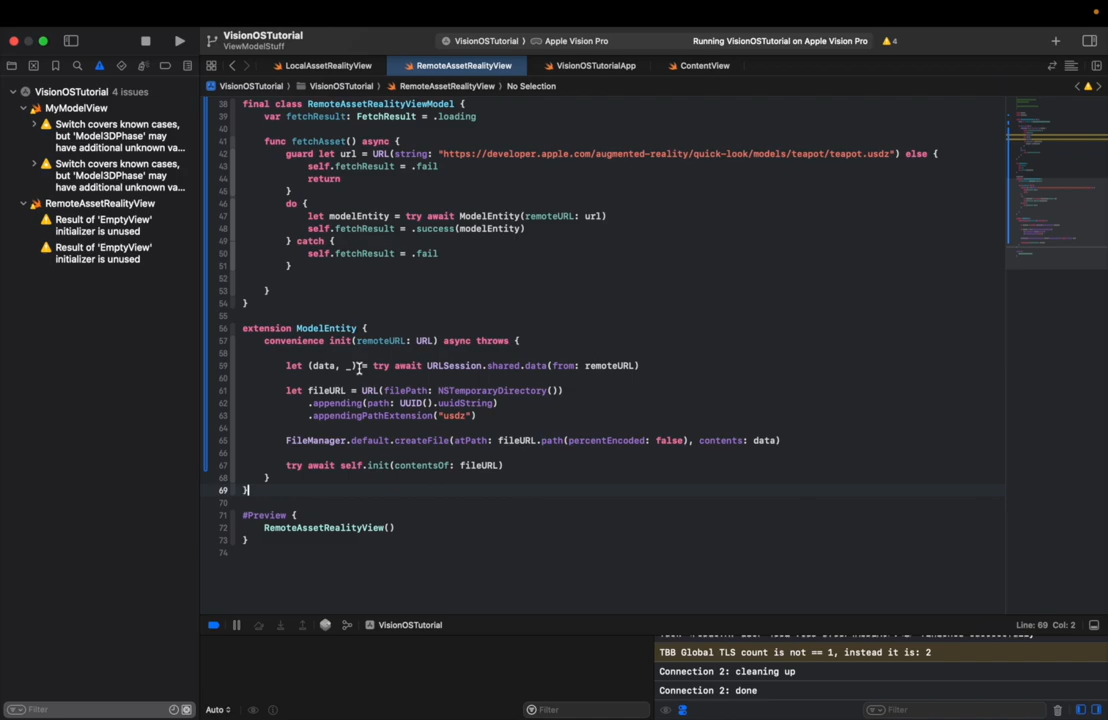 VisionOSTutorial
ViewModelStuff
VisionOSTutorial
Apple Vision Pro
Running VisionOSTutorial on Apple Vision Pro
4
LocalAssetRealityView
RemoteAssetRealityView
VisionOSTutorialApp
ContentView
VisionOSTutorial
VisionOSTutorial
RemoteAssetRealityView
No Selection
VisionOSTutorial 4 issues
MyModelView
Switch covers known cases,
but 'Model3DPhase' may
have additional unknown va...
Switch covers known cases,
but 'Model3DPhase' may
have additional unknown va...
RemoteAssetRealityView
Result of 'EmptyView'
initializer is unused
Result of 'EmptyView'
initializer is unused
38 final class RemoteAssetRealityViewModel {
39 var fetchResult: FetchResult = .loading
40
41 func fetchAsset() async {
42 guard let url = URL(string: "https://developer.apple.com/augmented-reality/quick-look/models/teapot/teapot.usdz") else {
43 self.fetchResult = .fail
44 return
45 }
46 do {
47 let modelEntity = try await ModelEntity(remoteURL: url)
48 self.fetchResult = .success(modelEntity)
49 } catch {
50 self.fetchResult = .fail
51 }
52
53 }
54 }
55
56 extension ModelEntity {
57 convenience init(remoteURL: URL) async throws {
58
59 let (data, _) = try await URLSession.shared.data(from: remoteURL)
60
61 let fileURL = URL(filePath: NSTemporaryDirectory())
62 .appending(path: UUID().uuidString)
63 .appendingPathExtension("usdz")
64
65 FileManager.default.createFile(atPath: fileURL.path(percentEncoded: false), contents: data)
66
67 try await self.init(contentsOf: fileURL)
68 }
69 }
70
71 #Preview {
72 RemoteAssetRealityView()
73 }
74
VisionOSTutorial
Line: 69 Col: 2
TBB Global TLS count is not == 1, instead it is: 2
Connection 2: cleaning up
Connection 2: done
Filter
Auto
Filter
Filter